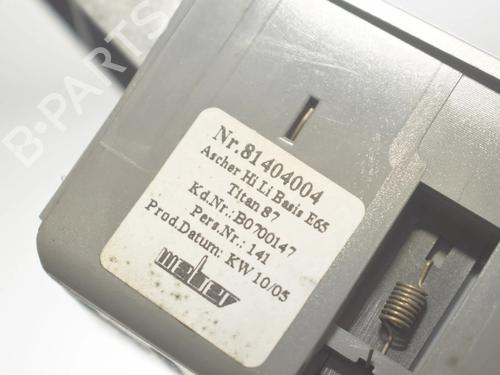 B-PARTS
Nr.81404004
Ascher Hi Li Basis E65
Titan 87
Kd.Nr.: B0700147
Pers.Nr.: 141
Prod.Datum: KW 10/05
weber